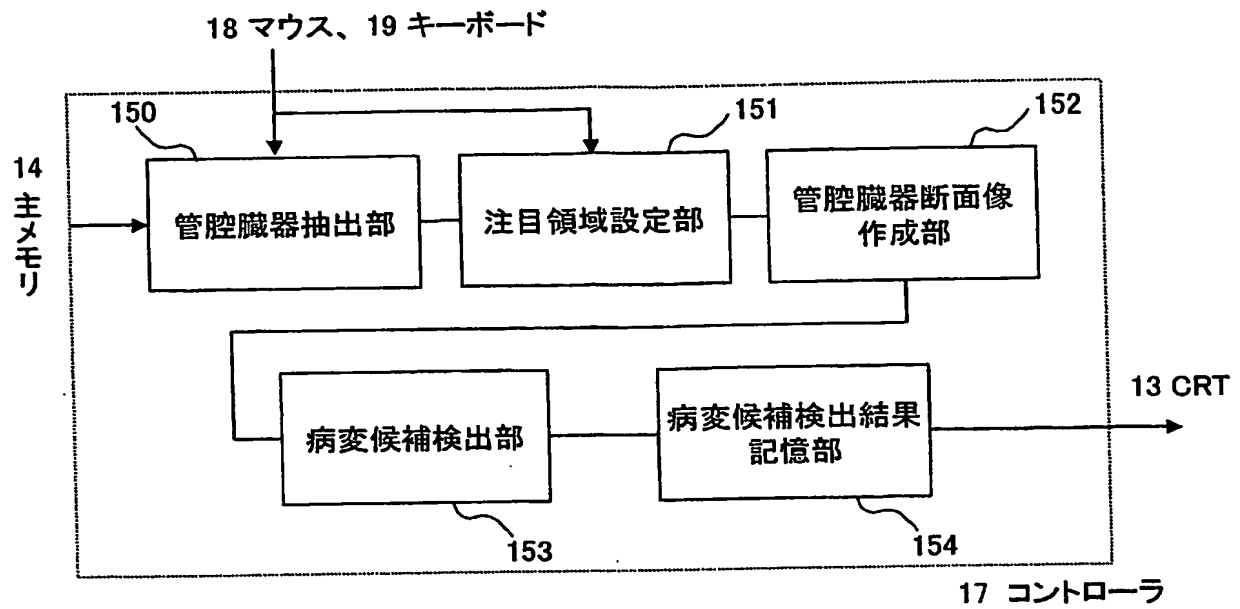 18 マウス、19 キーボード
150
151
152
14
主メモリ
管腔臓器抽出部
注目領域設定部
管腔臓器断面像
作成部
病変候補検出部
病変候補検出結果
記憶部
13 CRT
153
154
17 コントローラ